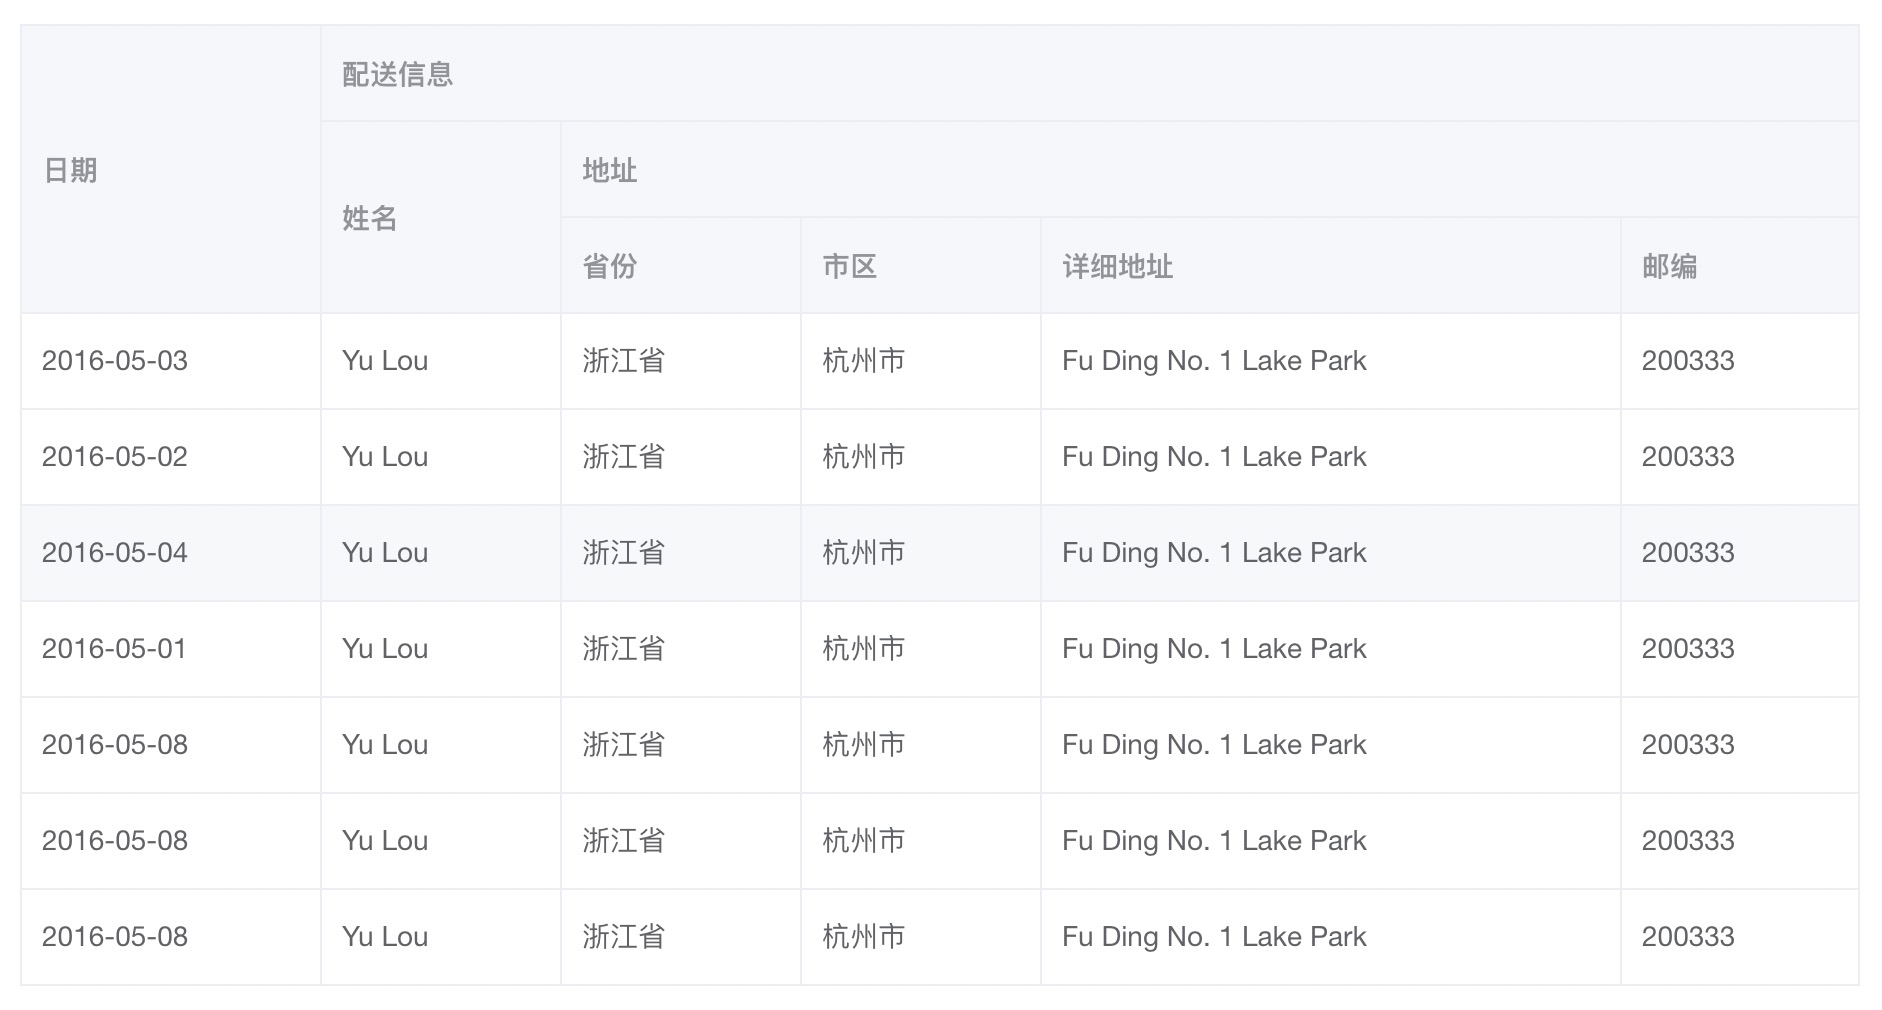 配送信息
日期
地址
姓名
省份 市区 详细地址 邮编
2016-05-03 Yu Lou 浙江省 杭州市 Fu Ding No. 1 Lake Park 200333
2016-05-02 Yu Lou 浙江省 杭州市 Fu Ding No. 1 Lake Park 200333
2016-05-04 Yu Lou 浙江省 杭州市 Fu Ding No. 1 Lake Park 200333
2016-05-01 Yu Lou 浙江省 杭州市 Fu Ding No. 1 Lake Park 200333
2016-05-08 Yu Lou 浙江省 杭州市 Fu Ding No. 1 Lake Park 200333
2016-05-08 Yu Lou 浙江省 杭州市 Fu Ding No. 1 Lake Park 200333
2016-05-08 Yu Lou 浙江省 杭州市 Fu Ding No. 1 Lake Park 200333